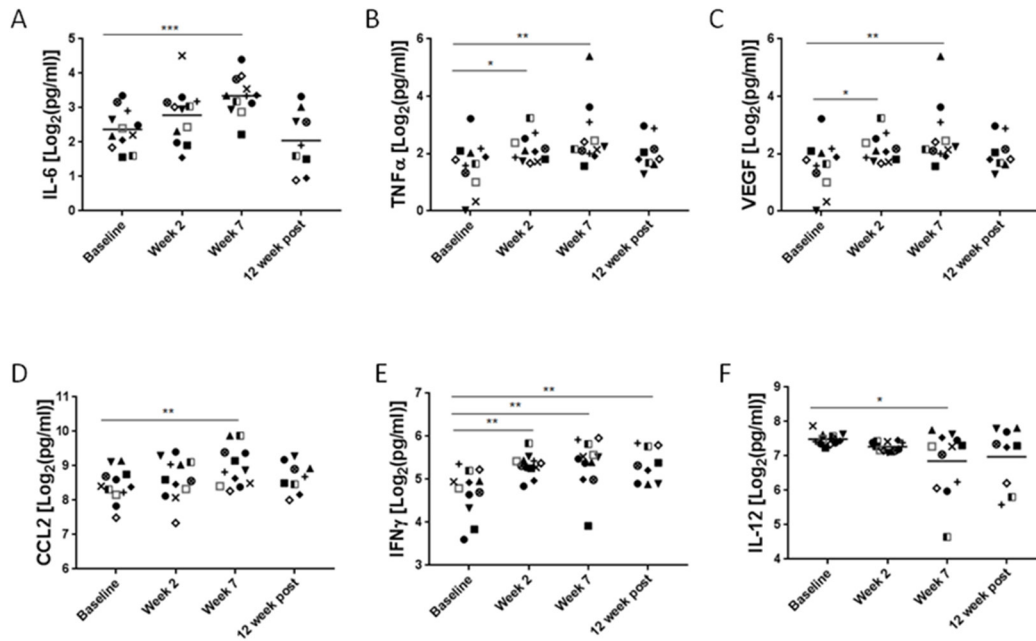 A
IL-6 [Log2(pg/ml)]
***
5
4
3
2
1
0
Baseline
Week 2
Week 7
12 week post
B
TNFα [Log2(pg/ml)]
**
*
6
4
2
0
Baseline
Week 2
Week 7
12 week post
C
VEGF [Log2(pg/ml)]
**
*
6
4
2
0
Baseline
Week 2
Week 7
12 week post
D
CCL2 [Log2(pg/ml)]
**
11
10
9
8
7
6
Baseline
Week 2
Week 7
12 week post
E
IFNγ [Log2(pg/ml)]
**
**
**
7
6
5
4
3
Baseline
Week 2
Week 7
12 week post
F
IL-12 [Log2(pg/ml)]
*
9
8
7
6
5
4
Baseline
Week 2
Week 7
12 week post